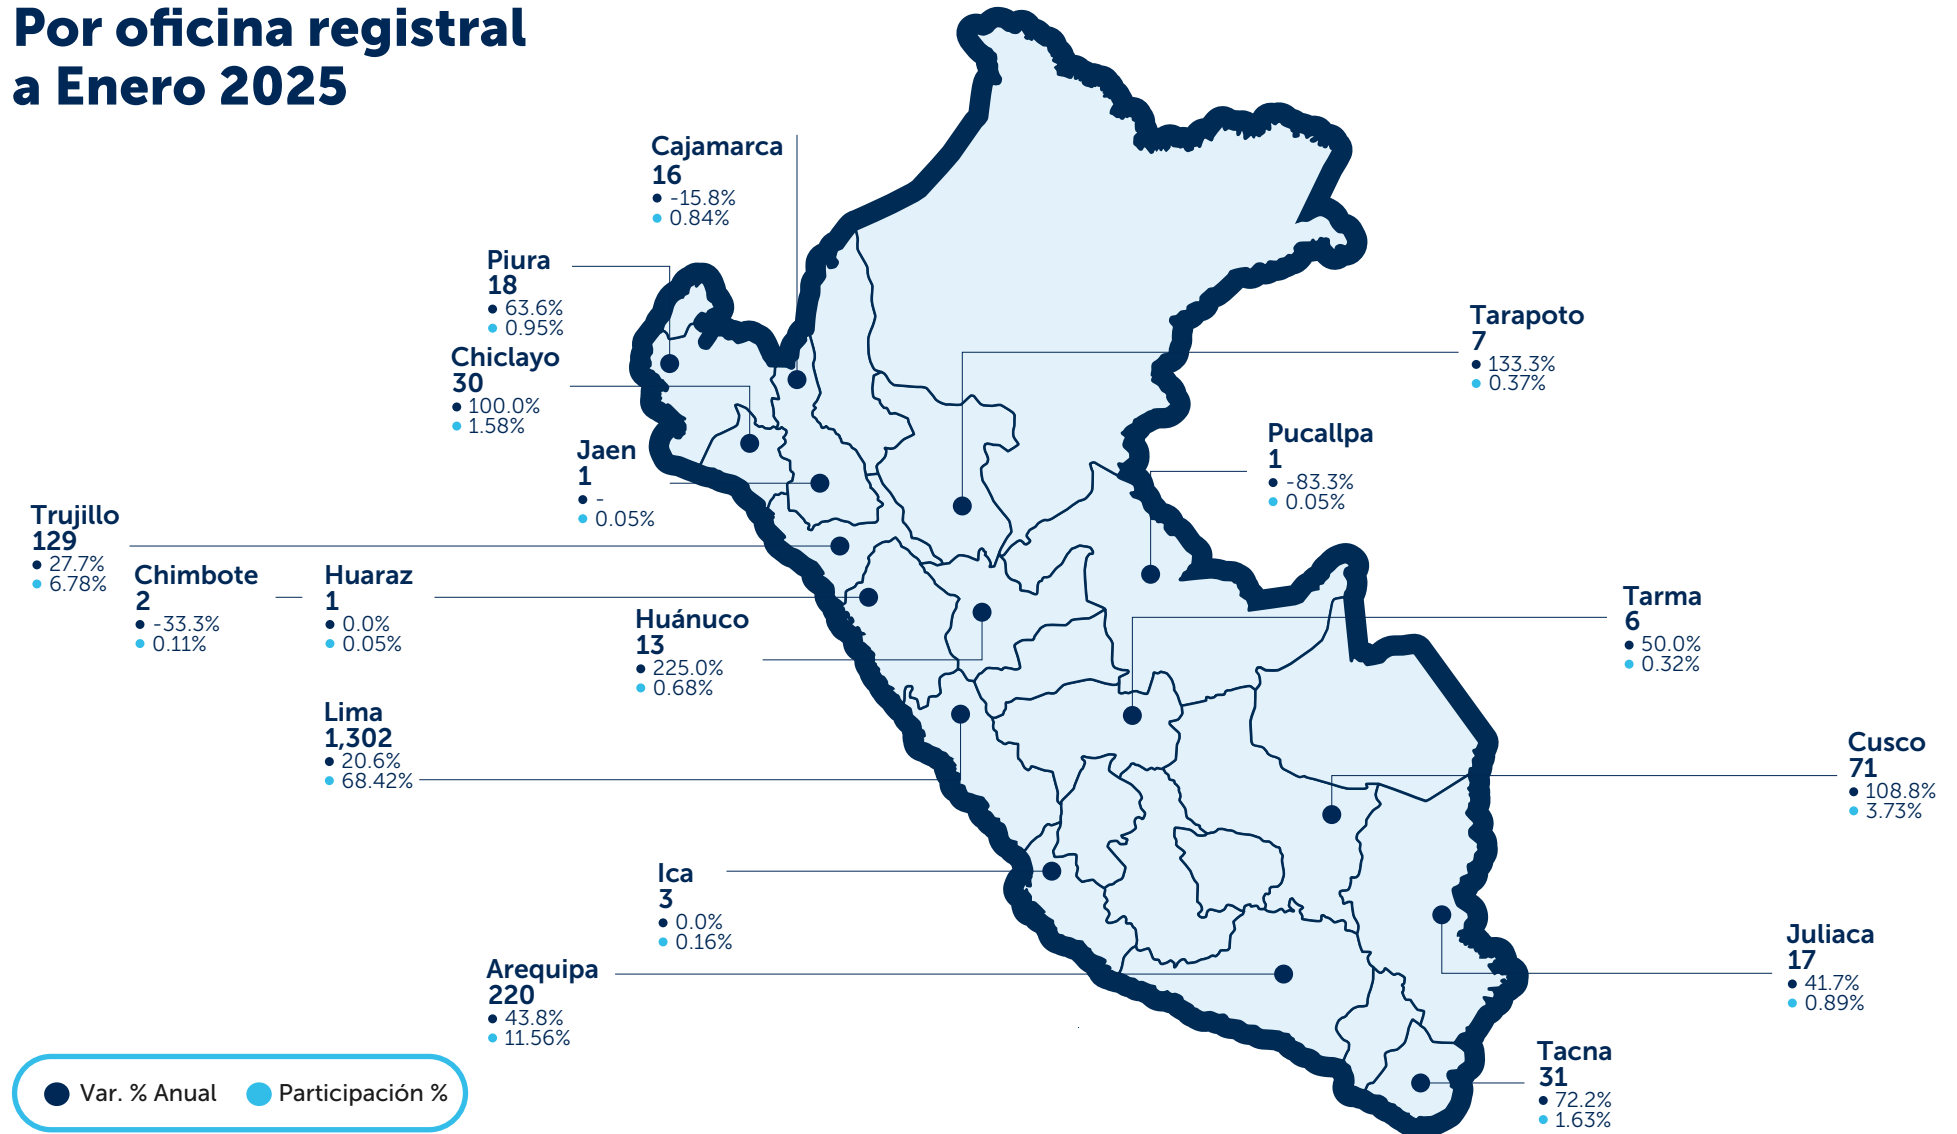 Por oficina registral
a Enero 2025
Cajamarca
16
-15.8%
0.84%
Piura
18
63.6%
0.95%
Chiclayo
30
100.0%
1.58%
Jaen
1
-
0.05%
Trujillo
129
27.7%
6.78%
Chimbote
2
-33.3%
0.11%
Huaraz
1
0.0%
0.05%
Huánuco
13
225.0%
0.68%
Lima
1,302
20.6%
68.42%
Ica
3
0.0%
0.16%
Arequipa
220
43.8%
11.56%
Tarapoto
7
133.3%
0.37%
Pucallpa
1
-83.3%
0.05%
Tarma
6
50.0%
0.32%
Cusco
71
108.8%
3.73%
Juliaca
17
41.7%
0.89%
Tacna
31
72.2%
1.63%
Var. % Anual
Participación %